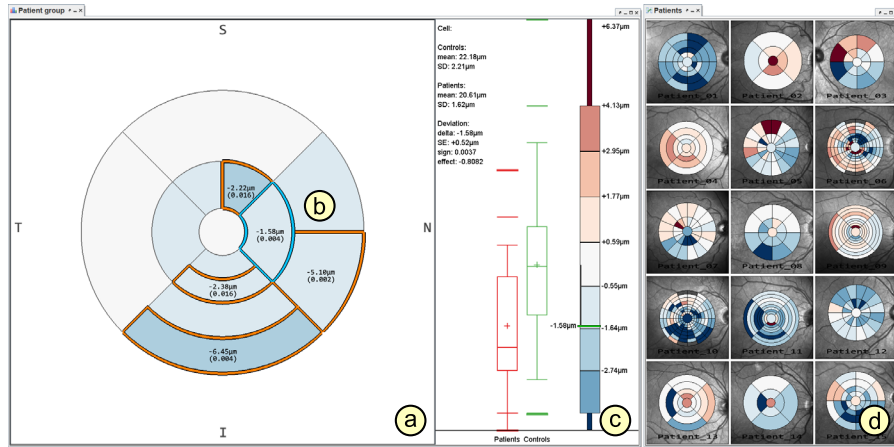 Patient group
S
T
N
I
-2.22µm
(0.016)
-1.58µm
(0.004)
-5.10µm
(0.002)
-2.38µm
(0.016)
-6.45µm
(0.004)
a
b
Cell:
Controls:
mean: 22.18µm
SD: 2.21µm
Patients:
mean: 20.61µm
SD: 1.62µm
Deviation:
delta: -1.58µm
SE: +0.52µm
sign: 0.0037
effect: -0.8082
+6.37µm
+4.13µm
+2.95µm
+1.77µm
+0.59µm
-0.55µm
-1.58µm
-1.64µm
-2.74µm
Patients Controls
c
Patients
Patient_01
Patient_02
Patient_03
Patient_04
Patient_05
Patient_06
Patient_07
Patient_08
Patient_09
Patient_10
Patient_11
Patient_12
Patient_13
Patient_14
d